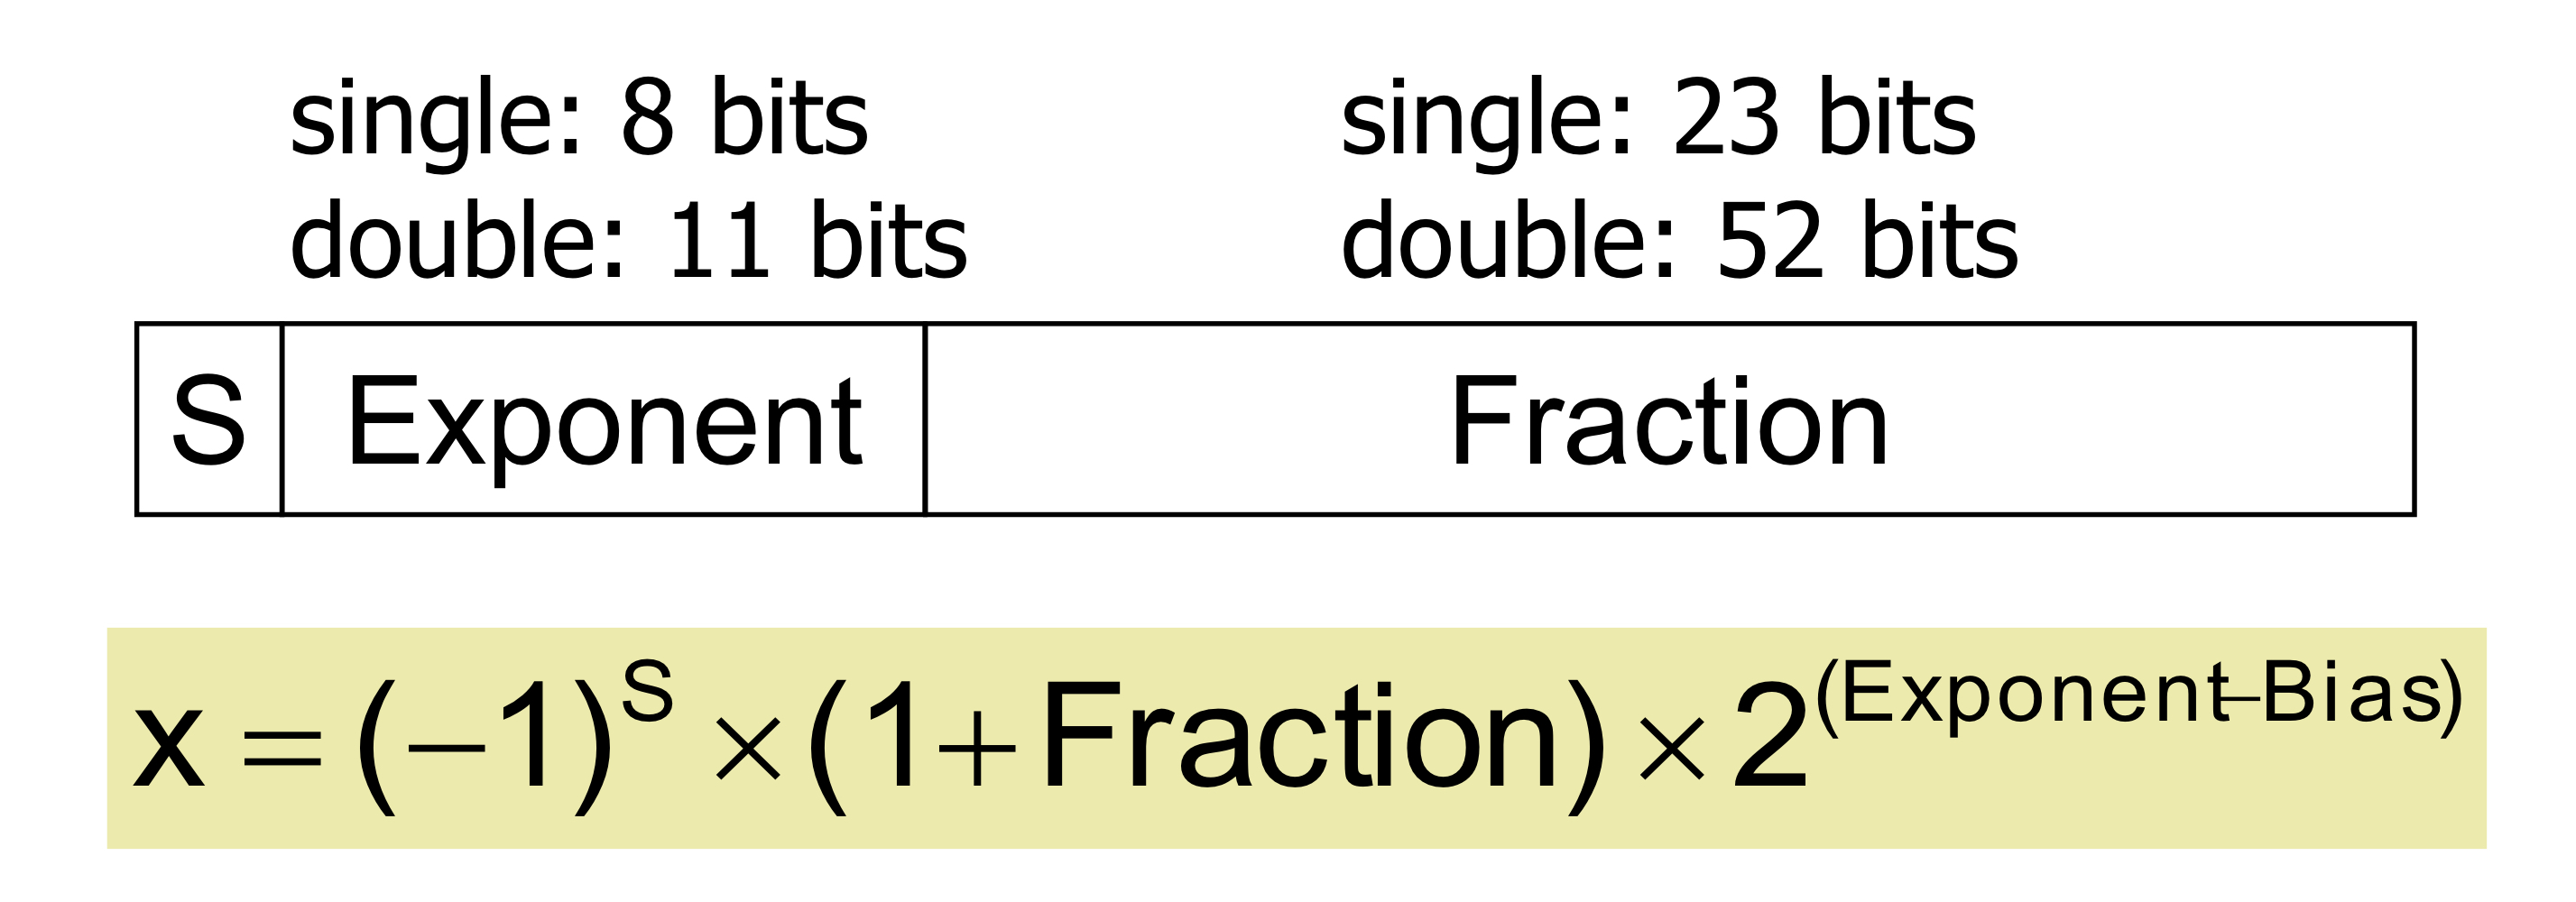 single: 8 bits single: 23 bits
double: 11 bits double: 52 bits
S Exponent Fraction
x = (−1)^S × (1+Fraction) × 2^(Exponent−Bias)